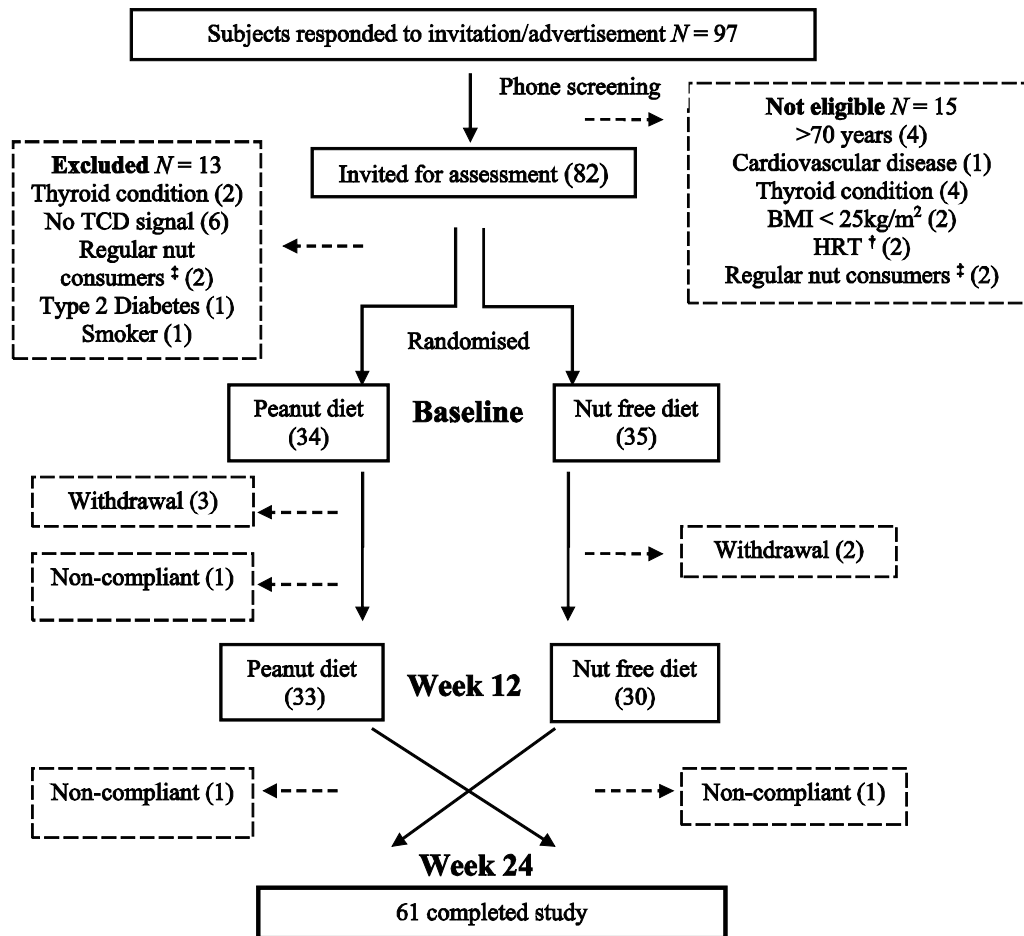 Subjects responded to invitation/advertisement N = 97
Phone screening
Not eligible N = 15
>70 years (4)
Cardiovascular disease (1)
Thyroid condition (4)
BMI < 25kg/m²  (2)
HRT † (2)
Regular nut consumers ‡ (2)
Invited for assessment (82)
Excluded N = 13
Thyroid condition (2)
No TCD signal (6)
Regular nut
consumers ‡ (2)
Type 2 Diabetes (1)
Smoker (1)
Randomised
Peanut diet
(34)
Baseline
Nut free diet
(35)
Withdrawal (3)
Non-compliant (1)
Withdrawal (2)
Peanut diet
(33)
Week 12
Nut free diet
(30)
Non-compliant (1)
Non-compliant (1)
Week 24
61 completed study